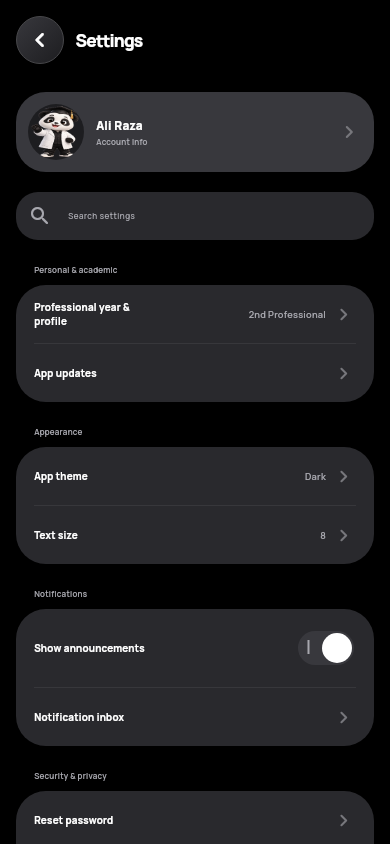 Settings
Ali Raza
Account info
Search settings
Personal & academic
Professional year &
profile
2nd Professional
App updates
Appearance
App theme
Dark
Text size
8
Notifications
Show announcements
Notification inbox
Security & privacy
Reset password